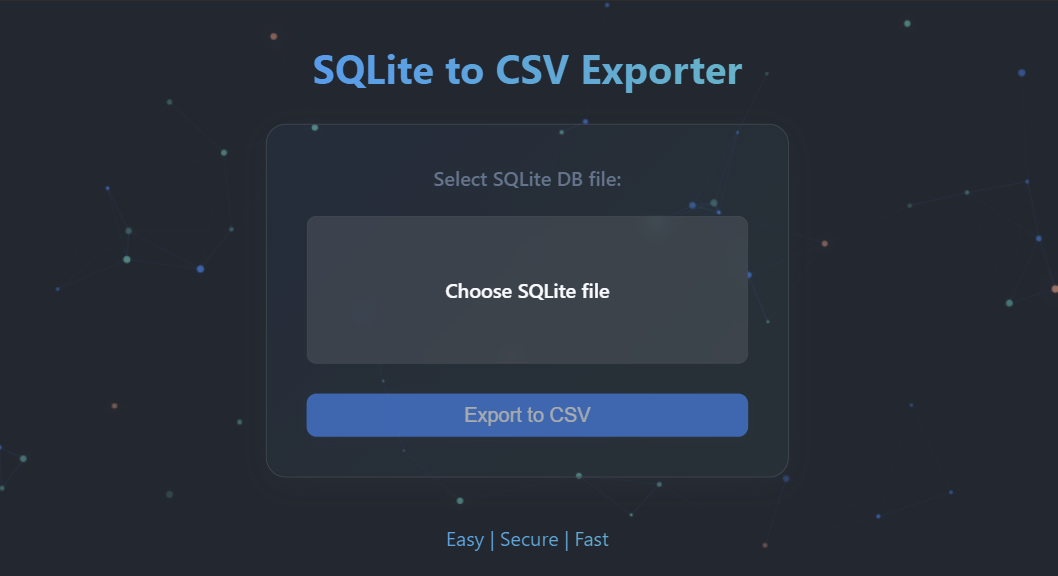 SQLite to CSV Exporter
Select SQLite DB file:
Choose SQLite file
Export to CSV
Easy | Secure | Fast